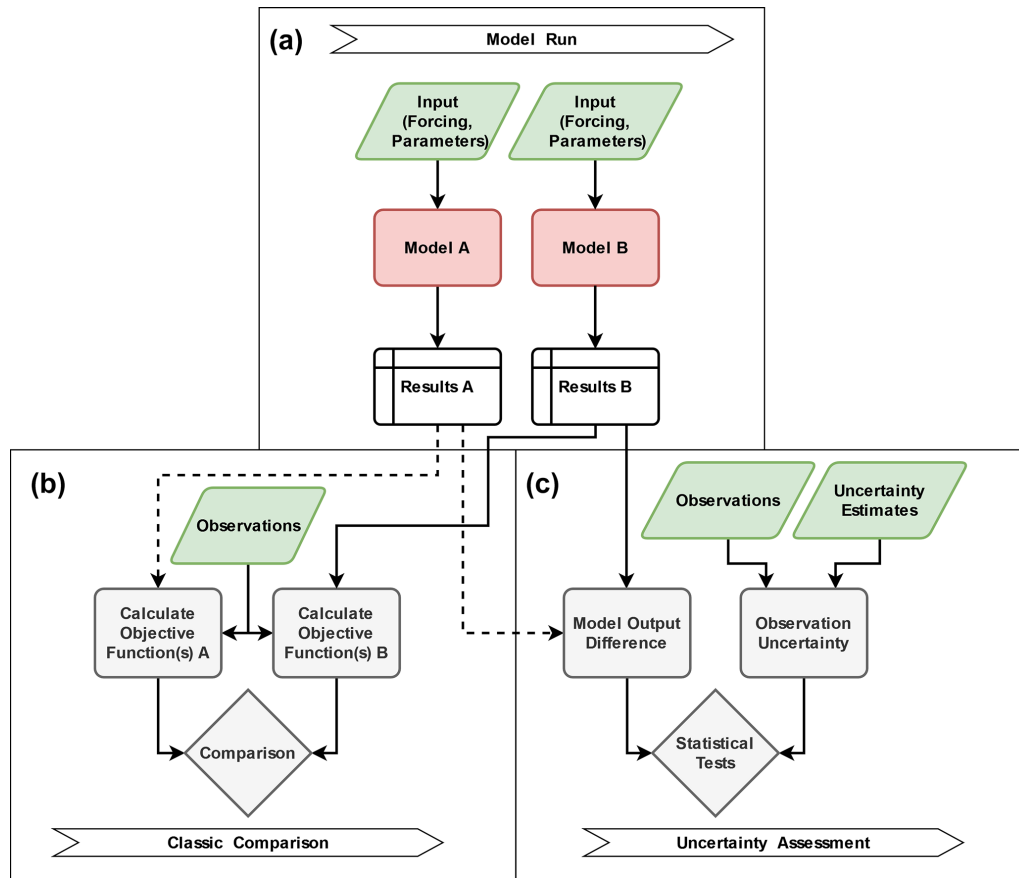 (a)
Model Run
Input
(Forcing,
Parameters)
Input
(Forcing,
Parameters)
Model A
Model B
Results A
Results B
(b)
Observations
Calculate
Objective
Function(s) A
Calculate
Objective
Function(s) B
Comparison
Classic Comparison
(c)
Observations
Uncertainty
Estimates
Model Output
Difference
Observation
Uncertainty
Statistical
Tests
Uncertainty Assessment